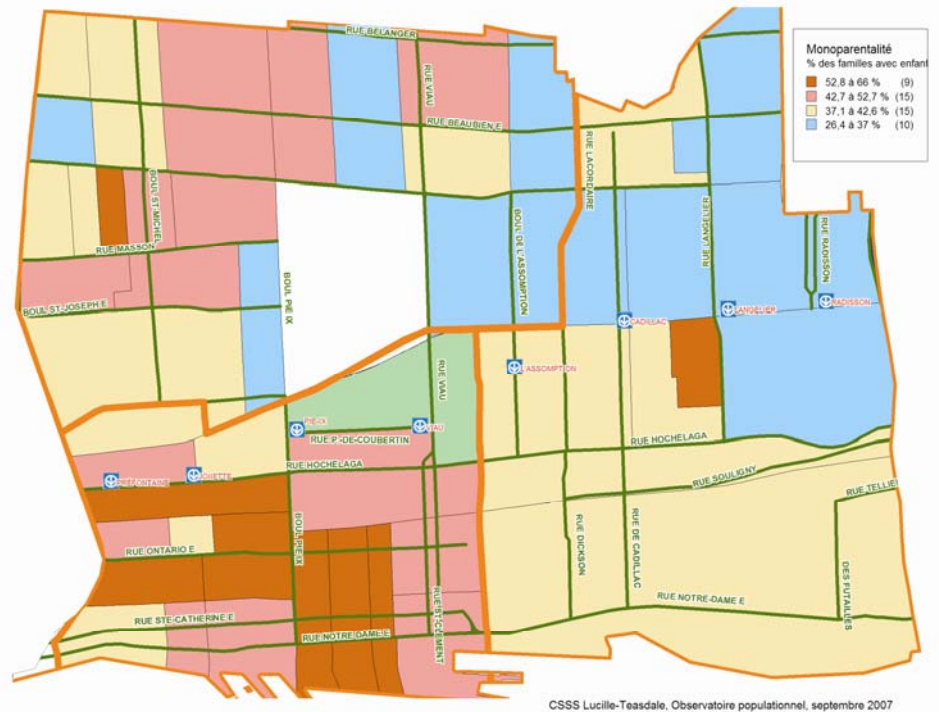 Monoparentalité
% des familles avec enfant
52,8 à 66 % (9)
42,7 à 52,7 % (15)
37,1 à 42,6 % (15)
26,4 à 37 % (10)
RUE BELANGER
RUE VIAU
RUE BEAUBIEN E
RUE LACORDAIRE
BOUL ST-MICHEL
BOUL DE L'ASSOMPTION
RUE LANGELIER
RUE RADISSON
RUE MASSON
BOUL PIE IX
BOUL ST-JOSEPH E
RADISSON
LANGELIER
CADILLAC
L'ASSOMPTION
RUE VIAU
PIE-IX
VIAU
RUE P.-DE-COUBERTIN
RUE HOCHELAGA
RUE HOCHELAGA
JOLIETTE
PRÉFONTAINE
RUE SOULIGNY
RUE TELLIE
BOUL PIE IX
RUE ONTARIO E
RUE DICKSON
RUE DE CADILLAC
DES FUTAILLES
RUE ST-CLEMENT
RUE NOTRE-DAME E
RUE STE-CATHERINE E
RUE NOTRE-DAME E
CSSS Lucille-Teasdale, Observatoire populationnel, septembre 2007